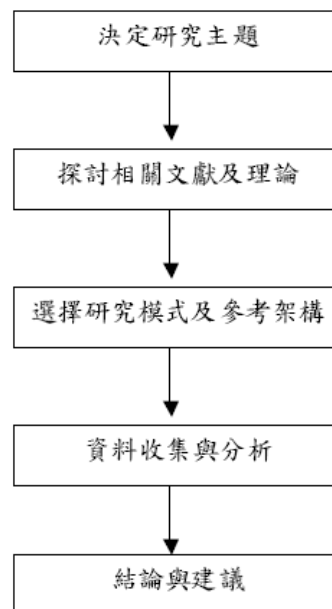 決定研究主題
探討相關文獻及理論
選擇研究模式及參考架構
資料收集與分析
結論與建議